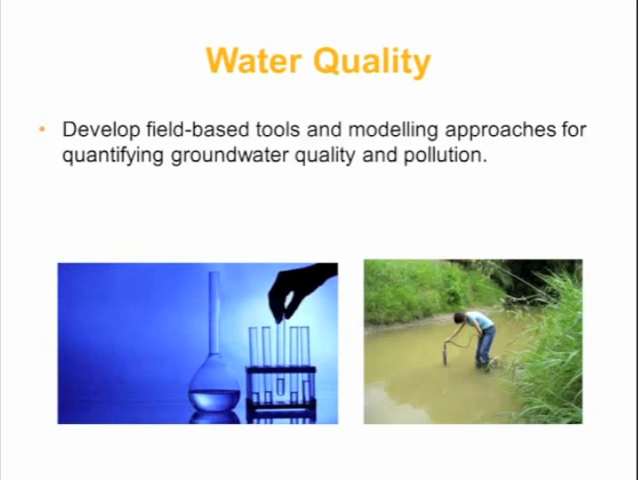 Water Quality
• Develop field-based tools and modelling approaches for
quantifying groundwater quality and pollution.